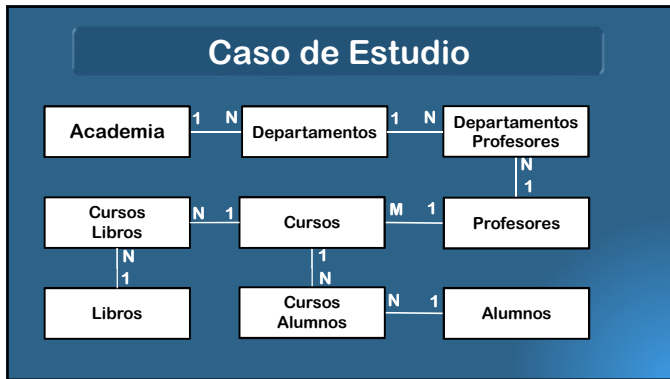 Caso de Estudio
Academia
1 N
Departamentos
1 N
Departamentos
Profesores
N
1
Cursos
Libros
N 1
Cursos
M 1
Profesores
N
1
1
N
Libros
Cursos
Alumnos
N 1
Alumnos